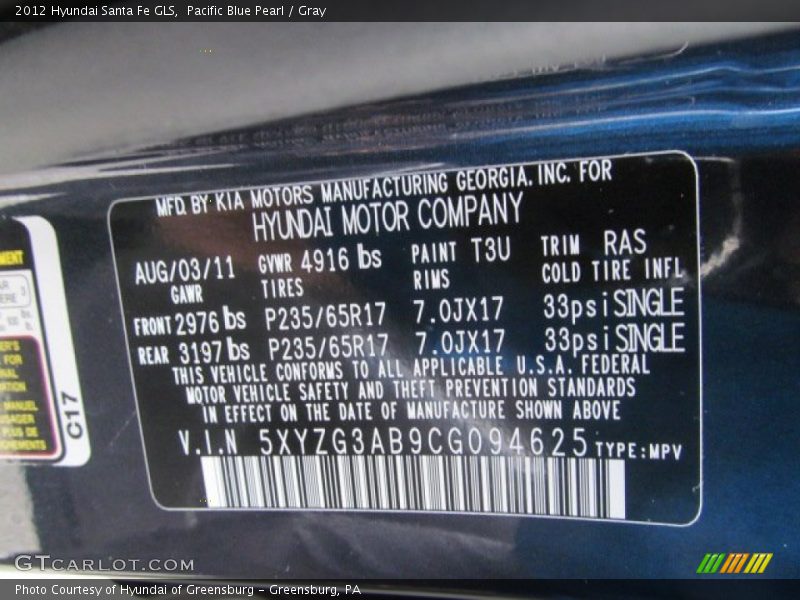 2012 Hyundai Santa Fe GLS, Pacific Blue Pearl / Gray
MFD. BY KIA MOTORS MANUFACTURING GEORGIA, INC. FOR
HYUNDAI MOTOR COMPANY
AUG/03/11 GVWR 4916 lbs PAINT T3U TRIM RAS
GAWR TIRES RIMS COLD TIRE INFL
FRONT 2976 lbs P235/65R17 7.0JX17 33psi SINGLE
REAR 3197 lbs P235/65R17 7.0JX17 33psi SINGLE
THIS VEHICLE CONFORMS TO ALL APPLICABLE U.S.A. FEDERAL
MOTOR VEHICLE SAFETY AND THEFT PREVENTION STANDARDS
IN EFFECT ON THE DATE OF MANUFACTURE SHOWN ABOVE
V.I.N 5XYZG3AB9CG094625 TYPE:MPV
C17
MANUEL
PLUS DE
GTCARLOT.COM
Photo Courtesy of Hyundai of Greensburg - Greensburg, PA